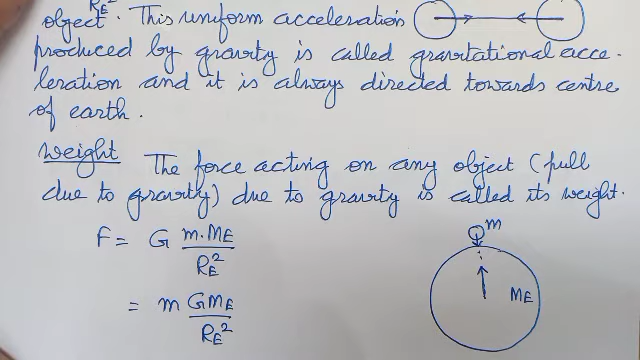 RE²
object. This uniform acceleration
produced by gravity is called gravitational acce-
leration and it is always directed towards centre
of earth.
Weight The force acting on any object (pull
due to gravity) due to gravity is called its weight.
F = G m.ME / RE²
= m GME / RE²
m
ME